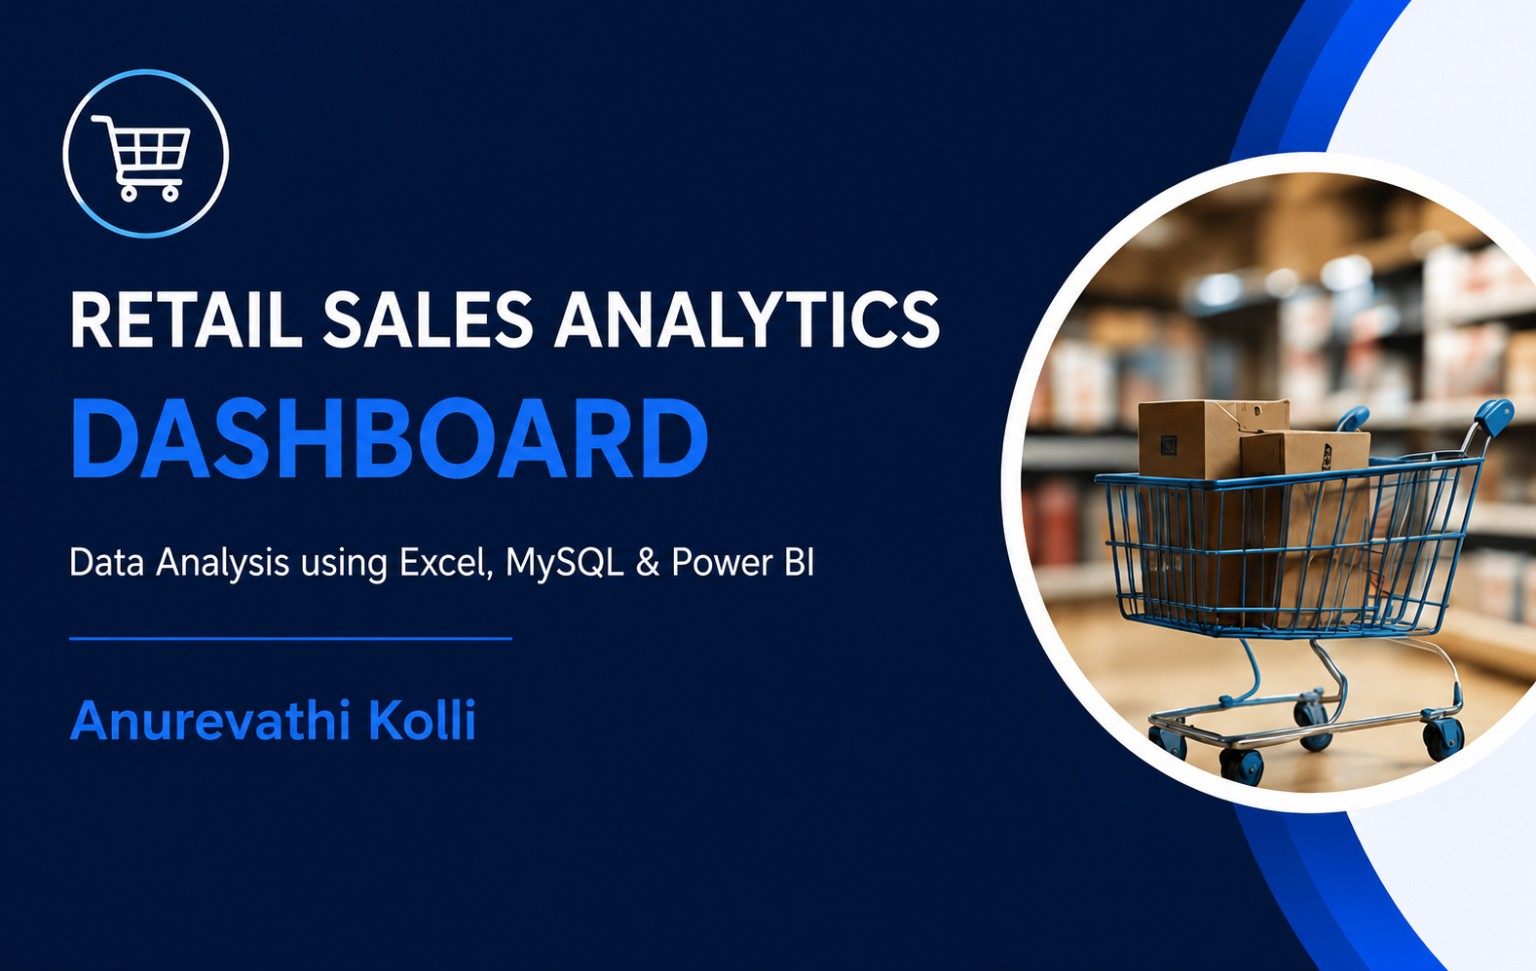 RETAIL SALES ANALYTICS
DASHBOARD
Data Analysis using Excel, MySQL & Power BI
Anurevathi Kolli